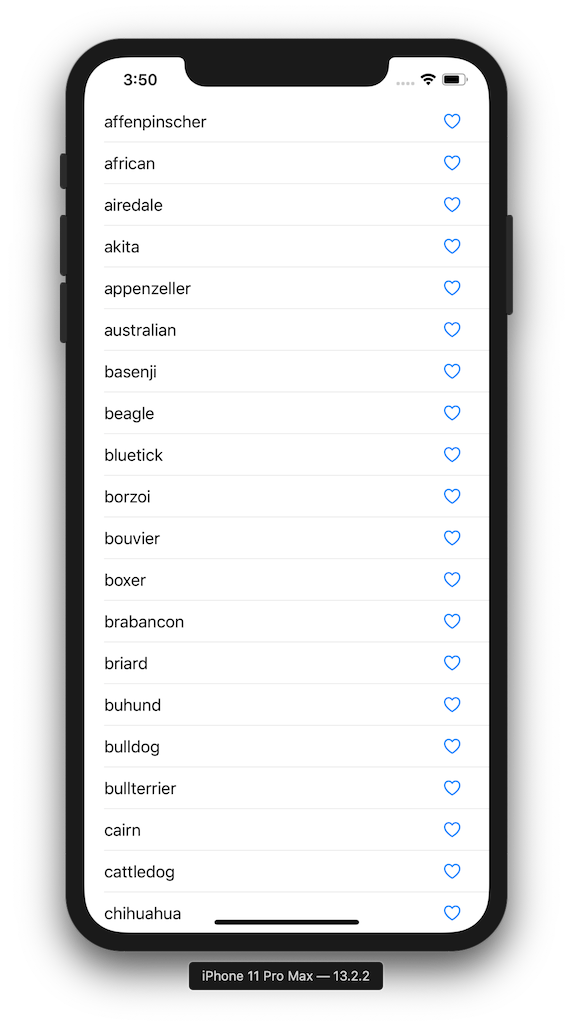 3:50
affenpinscher
african
airedale
akita
appenzeller
australian
basenji
beagle
bluetick
borzoi
bouvier
boxer
brabancon
briard
buhund
bulldog
bullterrier
cairn
cattledog
chihuahua
iPhone 11 Pro Max — 13.2.2